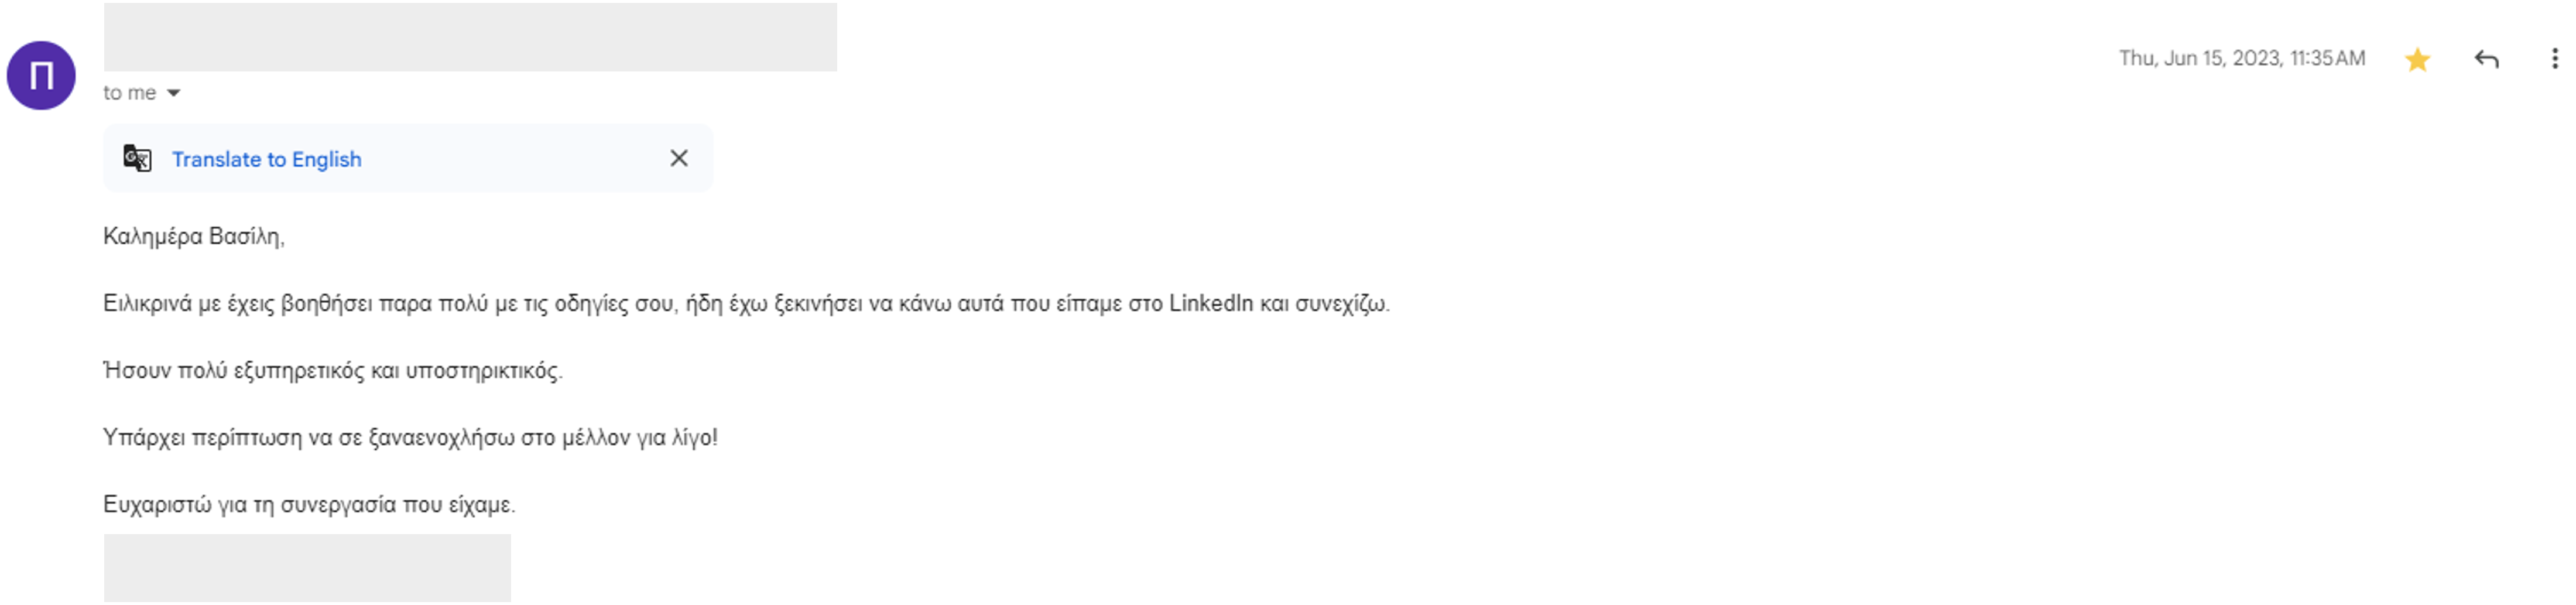 Π
Thu, Jun 15, 2023, 11:35 AM
to me
Translate to English
Καλημέρα Βασίλη,
Ειλικρινά με έχεις βοηθήσει παρα πολύ με τις οδηγίες σου, ήδη έχω ξεκινήσει να κάνω αυτά που είπαμε στο LinkedIn και συνεχίζω.
Ήσουν πολύ εξυπηρετικός και υποστηρικτικός.
Υπάρχει περίπτωση να σε ξαναενοχλήσω στο μέλλον για λίγο!
Ευχαριστώ για τη συνεργασία που είχαμε.